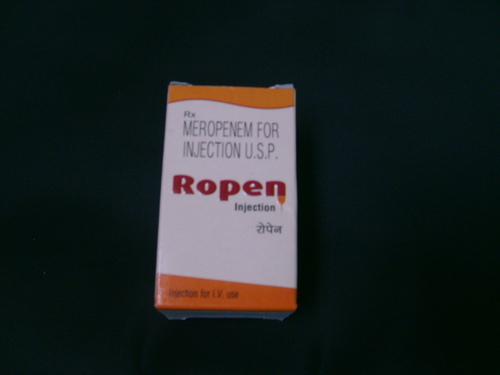 Rx
MEROPENEM FOR
INJECTION U.S.P.
Ropen
Injection
रोपेन
Injection for I.V. use